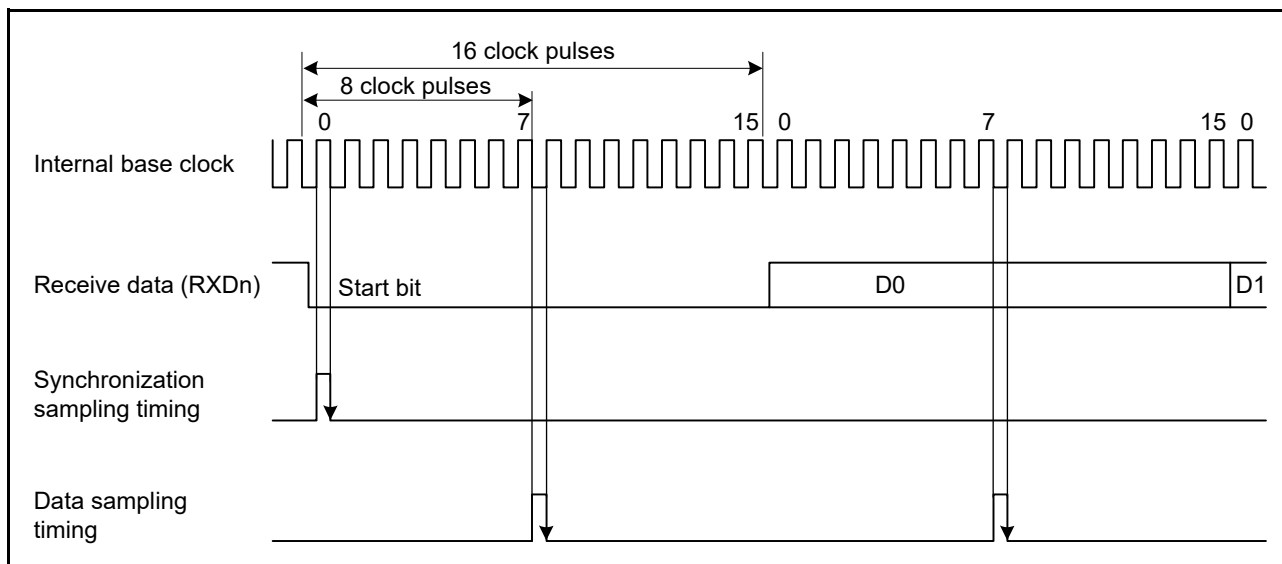 16 clock pulses
8 clock pulses
0 7 15 0 7 15 0
Internal base clock
Receive data (RXDn)
Start bit
D0
D1
Synchronization
sampling timing
Data sampling
timing